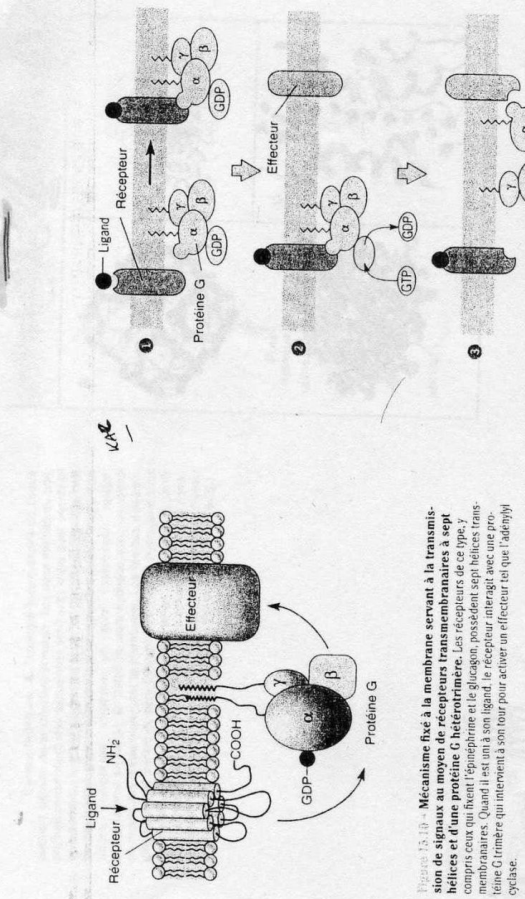 Ligand
Récepteur
NH₂
Effecteur
COOH
γ
α
β
GDP
Protéine G
Figure 13.10 Mécanisme fixé à la membrane servant à la transmis-
sion de signaux au moyen de récepteurs transmembranaires à sept
hélices et d'une protéine G hétérotrimère. Les récepteurs de ce type, y
compris ceux qui fixent l'épinéphrine et le glucagon, possèdent sept hélices trans-
membranaires. Quand il est uni à son ligand, le récepteur interagit avec une pro-
téine G trimère qui intervient à son tour pour activer un effecteur tel que l'adénylyl
cyclase.
1
Ligand
Récepteur
γ
β
α
GDP
Protéine G
γ
β
α
GDP
2
Effecteur
γ
β
α
GTP
GDP
3
γ
α